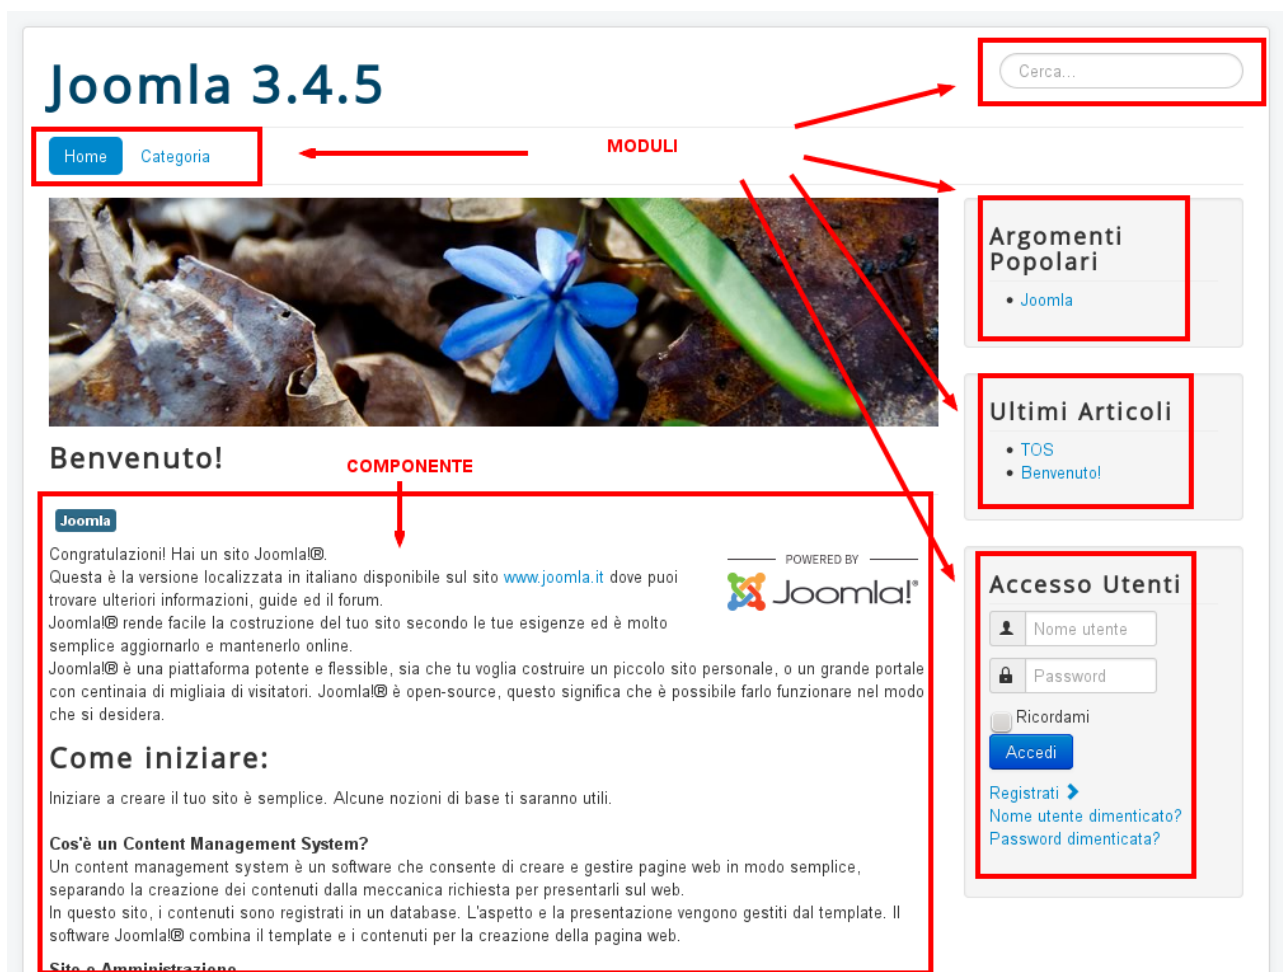 Joomla 3.4.5
Cerca...
Home
Categoria
MODULI
Argomenti
Popolari
Joomla
Ultimi Articoli
TOS
Benvenuto!
Benvenuto!
COMPONENTE
Joomla
Congratulazioni! Hai un sito Joomla!®.
Questa è la versione localizzata in italiano disponibile sul sito www.joomla.it dove puoi
trovare ulteriori informazioni, guide ed il forum.
Joomla!® rende facile la costruzione del tuo sito secondo le tue esigenze ed è molto
semplice aggiornarlo e mantenerlo online.
Joomla!® è una piattaforma potente e flessibile, sia che tu voglia costruire un piccolo sito personale, o un grande portale
con centinaia di migliaia di visitatori. Joomla!® è open-source, questo significa che è possibile farlo funzionare nel modo
che si desidera.
POWERED BY
Joomla!®
Come iniziare:
Iniziare a creare il tuo sito è semplice. Alcune nozioni di base ti saranno utili.
Cos'è un Content Management System?
Un content management system è un software che consente di creare e gestire pagine web in modo semplice,
separando la creazione dei contenuti dalla meccanica richiesta per presentarli sul web.
In questo sito, i contenuti sono registrati in un database. L'aspetto e la presentazione vengono gestiti dal template. Il
software Joomla!® combina il template e i contenuti per la creazione della pagina web.
Sito e Amministrazione
Accesso Utenti
Nome utente
Password
Ricordami
Accedi
Registrati
Nome utente dimenticato?
Password dimenticata?